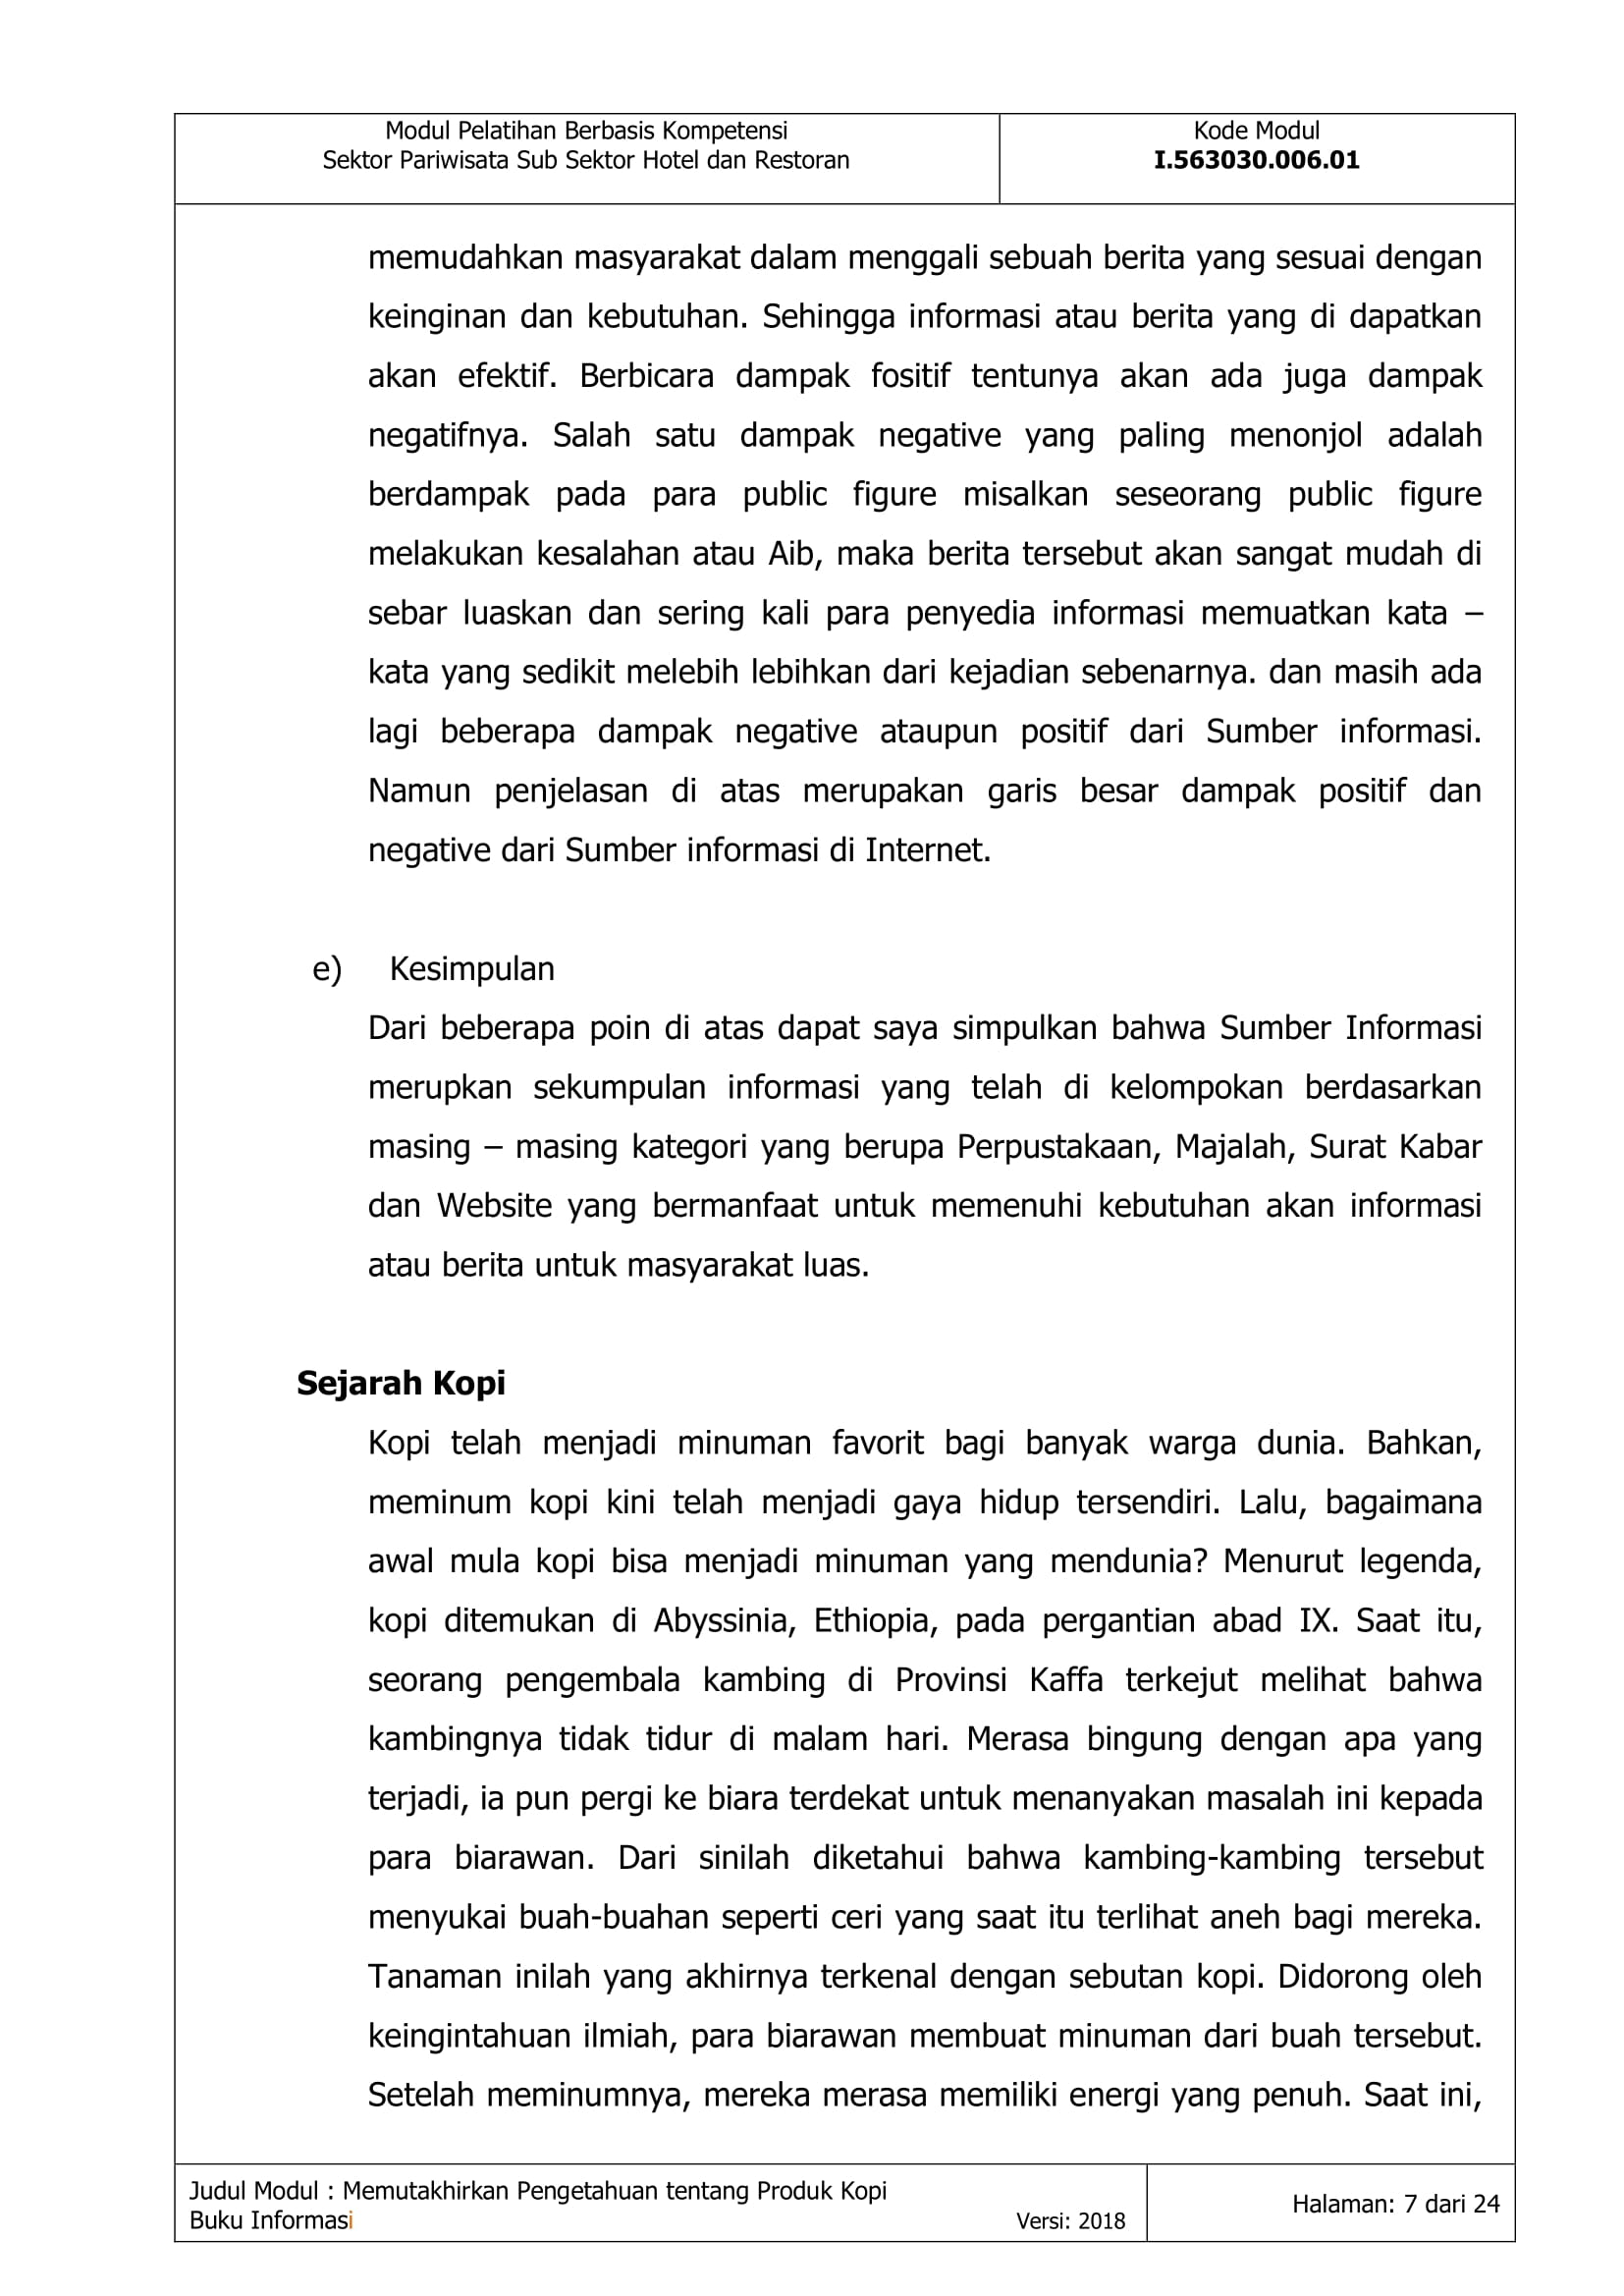 Modul Pelatihan Berbasis Kompetensi
Sektor Pariwisata Sub Sektor Hotel dan Restoran
Kode Modul
I.563030.006.01
memudahkan masyarakat dalam menggali sebuah berita yang sesuai dengan
keinginan dan kebutuhan. Sehingga informasi atau berita yang di dapatkan
akan efektif. Berbicara dampak fositif tentunya akan ada juga dampak
negatifnya. Salah satu dampak negative yang paling menonjol adalah
berdampak pada para public figure misalkan seseorang public figure
melakukan kesalahan atau Aib, maka berita tersebut akan sangat mudah di
sebar luaskan dan sering kali para penyedia informasi memuatkan kata –
kata yang sedikit melebih lebihkan dari kejadian sebenarnya. dan masih ada
lagi beberapa dampak negative ataupun positif dari Sumber informasi.
Namun penjelasan di atas merupakan garis besar dampak positif dan
negative dari Sumber informasi di Internet.
e) Kesimpulan
Dari beberapa poin di atas dapat saya simpulkan bahwa Sumber Informasi
merupkan sekumpulan informasi yang telah di kelompokan berdasarkan
masing – masing kategori yang berupa Perpustakaan, Majalah, Surat Kabar
dan Website yang bermanfaat untuk memenuhi kebutuhan akan informasi
atau berita untuk masyarakat luas.
Sejarah Kopi
Kopi telah menjadi minuman favorit bagi banyak warga dunia. Bahkan,
meminum kopi kini telah menjadi gaya hidup tersendiri. Lalu, bagaimana
awal mula kopi bisa menjadi minuman yang mendunia? Menurut legenda,
kopi ditemukan di Abyssinia, Ethiopia, pada pergantian abad IX. Saat itu,
seorang pengembala kambing di Provinsi Kaffa terkejut melihat bahwa
kambingnya tidak tidur di malam hari. Merasa bingung dengan apa yang
terjadi, ia pun pergi ke biara terdekat untuk menanyakan masalah ini kepada
para biarawan. Dari sinilah diketahui bahwa kambing-kambing tersebut
menyukai buah-buahan seperti ceri yang saat itu terlihat aneh bagi mereka.
Tanaman inilah yang akhirnya terkenal dengan sebutan kopi. Didorong oleh
keingintahuan ilmiah, para biarawan membuat minuman dari buah tersebut.
Setelah meminumnya, mereka merasa memiliki energi yang penuh. Saat ini,
Judul Modul : Memutakhirkan Pengetahuan tentang Produk Kopi
Buku Informasi Versi: 2018
Halaman: 7 dari 24